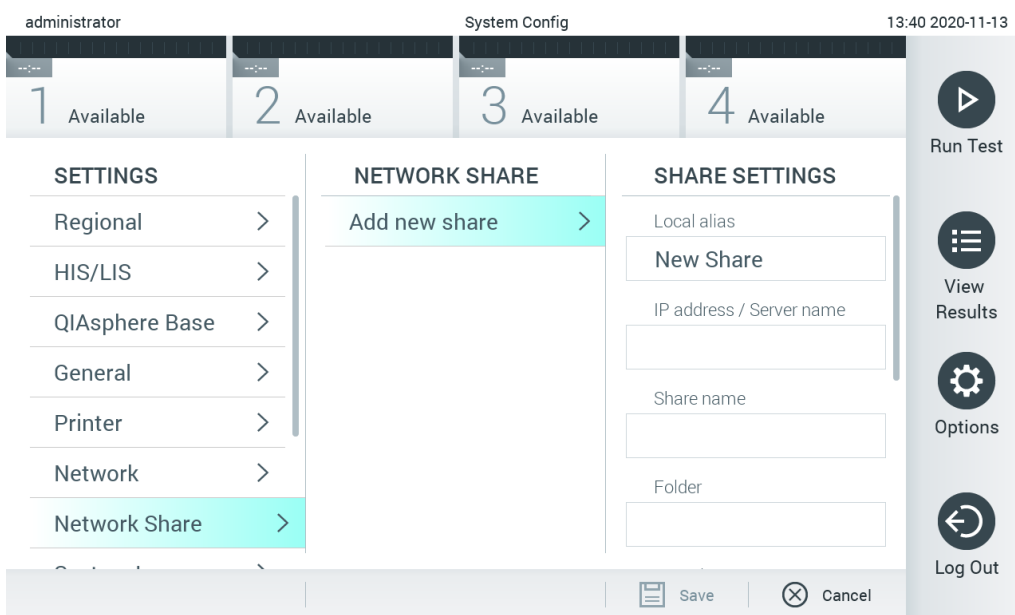 administrator
System Config
13:40 2020-11-13
--:--
--:--
--:--
--:--
1 Available
2 Available
3 Available
4 Available
Run Test
View
Results
Options
Log Out
SETTINGS
Regional
HIS/LIS
QIAsphere Base
General
Printer
Network
Network Share
NETWORK SHARE
Add new share
SHARE SETTINGS
Local alias
New Share
IP address / Server name
Share name
Folder
Save
Cancel